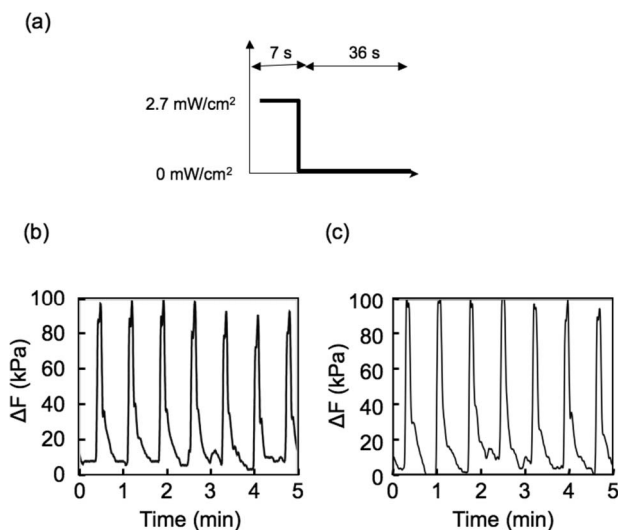 (a)
7 s 36 s
2.7 mW/cm²
0 mW/cm²
(b) (c)
100 100
80 80
60 60
40 40
20 20
0 0
ΔF (kPa) ΔF (kPa)
0 1 2 3 4 5 0 1 2 3 4 5
Time (min) Time (min)